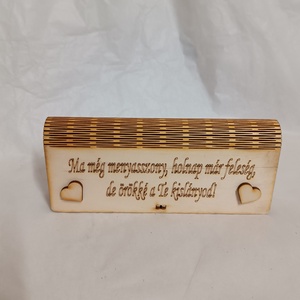 Ma még menyasszony, holnap már feleség,
de örökké a Te kislányod!